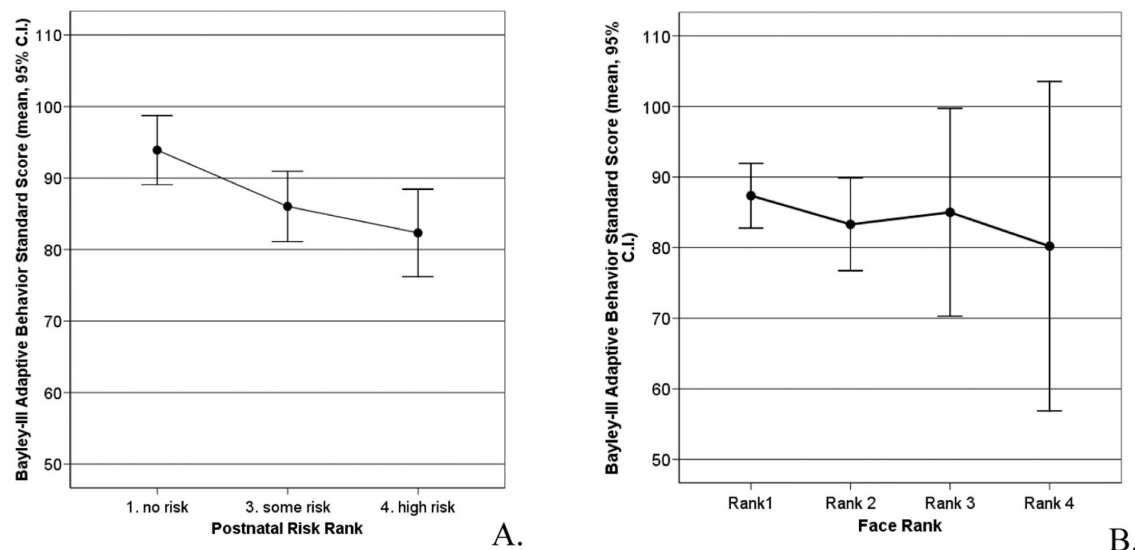 Bayley-III Adaptive Behavior Standard Score (mean, 95% C.I.)
110
100
90
80
70
60
50
1. no risk 3. some risk 4. high risk
Postnatal Risk Rank
A.
Bayley-III Adaptive Behavior Standard Score (mean, 95%
C.I.)
110
100
90
80
70
60
50
Rank1 Rank 2 Rank 3 Rank 4
Face Rank
B.